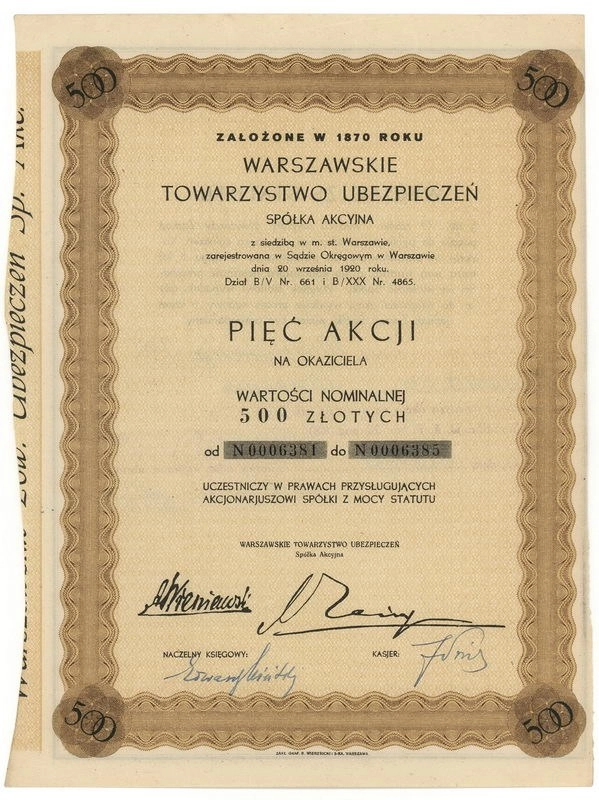 500
500
ZAŁOŻONE W 1870 ROKU
WARSZAWSKIE
TOWARZYSTWO UBEZPIECZEŃ
SPÓŁKA AKCYJNA
z siedzibą w m. st. Warszawie,
zarejestrowana w Sądzie Okręgowym w Warszawie
dnia 20 września 1920 roku.
Dział B/V Nr. 661 i B/XXX Nr. 4865.
PIĘĆ AKCJI
NA OKAZICIELA
WARTOŚCI NOMINALNEJ
500 ZŁOTYCH
od N0006381 do N0006385
UCZESTNICZY W PRAWACH PRZYSŁUGUJĄCYCH
AKCJONARJUSZOWI SPÓŁKI Z MOCY STATUTU
WARSZAWSKIE TOWARZYSTWO UBEZPIECZEŃ
Spółka Akcyjna
NACZELNY KSIĘGOWY:
KASJER:
500
500
Ubezpieczeń Sp. Akc.